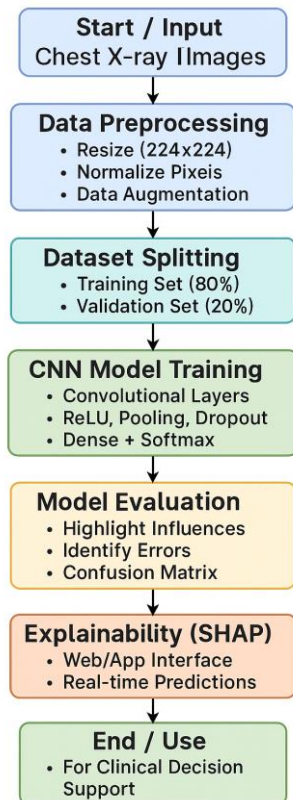 Start / Input
Chest X-ray IImages
Data Preprocessing
• Resize (224x224)
• Normalize Pixeis
• Data Augmentation
Dataset Splitting
• Training Set (80%)
• Validation Set (20%)
CNN Model Training
• Convolutional Layers
• ReLU, Pooling, Dropout
• Dense + Softmax
Model Evaluation
• Highlight Influences
• Identify Errors
• Confusion Matrix
Explainability (SHAP)
• Web/App Interface
• Real-time Predictions
End / Use
• For Clinical Decision
Support